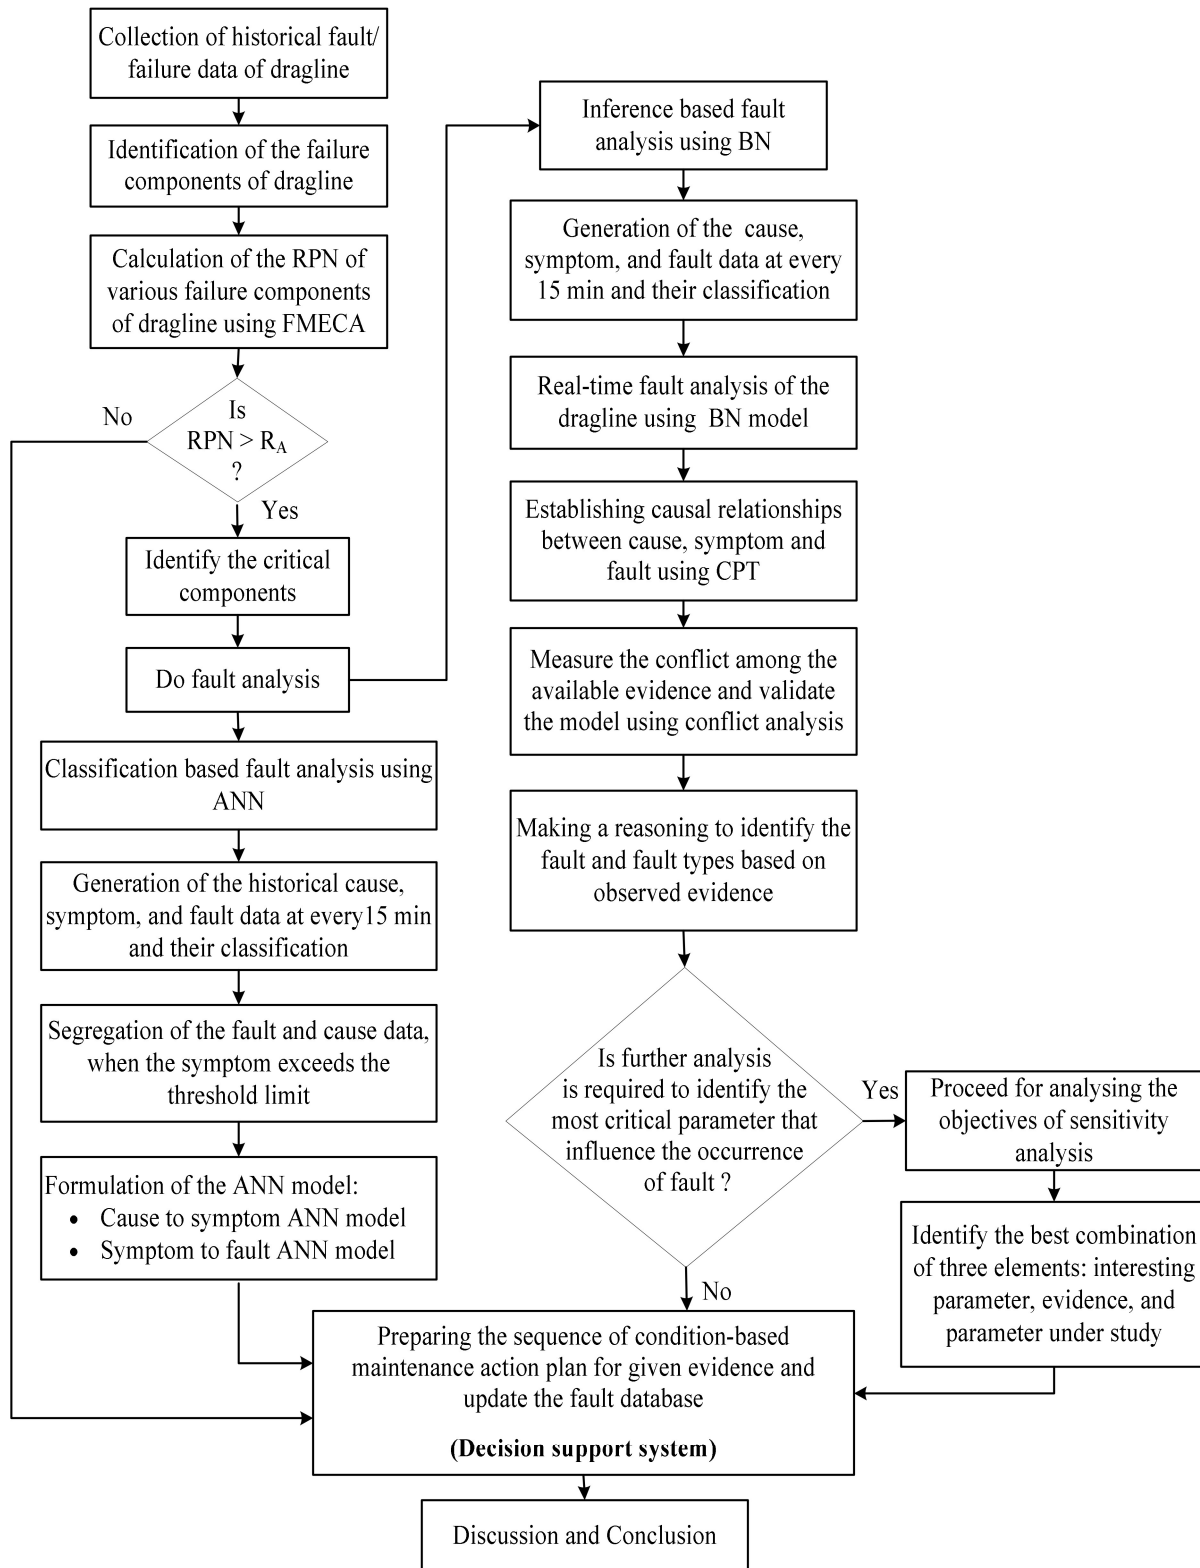 Collection of historical fault/
failure data of dragline
Identification of the failure
components of dragline
Calculation of the RPN of
various failure components
of dragline using FMECA
No
Is
RPN > R_A
?
Yes
Identify the critical
components
Do fault analysis
Classification based fault analysis using
ANN
Generation of the historical cause,
symptom, and fault data at every15 min
and their classification
Segregation of the fault and cause data,
when the symptom exceeds the
threshold limit
Formulation of the ANN model:
• Cause to symptom ANN model
• Symptom to fault ANN model
Inference based fault
analysis using BN
Generation of the cause,
symptom, and fault data at every
15 min and their classification
Real-time fault analysis of the
dragline using BN model
Establishing causal relationships
between cause, symptom and
fault using CPT
Measure the conflict among the
available evidence and validate
the model using conflict analysis
Making a reasoning to identify the
fault and fault types based on
observed evidence
Is further analysis
is required to identify the
most critical parameter that
influence the occurrence
of fault ?
Yes
Proceed for analysing the
objectives of sensitivity
analysis
Identify the best combination
of three elements: interesting
parameter, evidence, and
parameter under study
No
Preparing the sequence of condition-based
maintenance action plan for given evidence and
update the fault database
(Decision support system)
Discussion and Conclusion